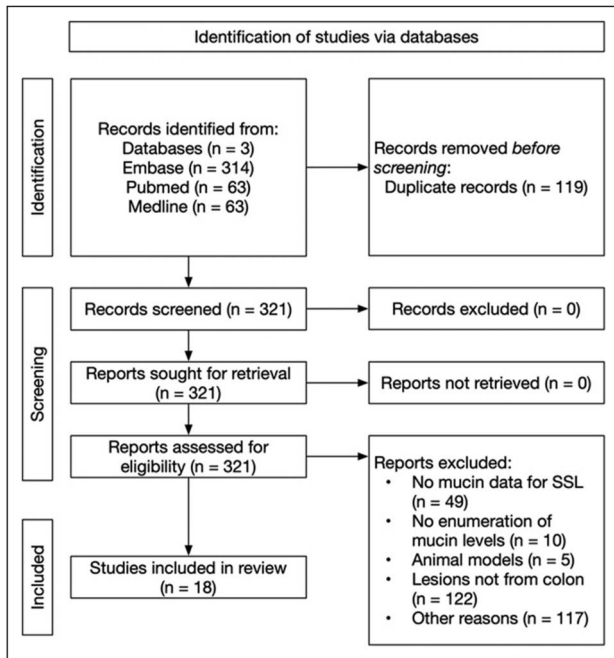 Identification of studies via databases
Identification
Records identified from:
Databases (n = 3)
Embase (n = 314)
Pubmed (n = 63)
Medline (n = 63)
Records removed before
screening:
Duplicate records (n = 119)
Screening
Records screened (n = 321)
Records excluded (n = 0)
Reports sought for retrieval
(n = 321)
Reports not retrieved (n = 0)
Reports assessed for
eligibility (n = 321)
Reports excluded:
• No mucin data for SSL
(n = 49)
• No enumeration of
mucin levels (n = 10)
• Animal models (n = 5)
• Lesions not from colon
(n = 122)
• Other reasons (n = 117)
Included
Studies included in review
(n = 18)